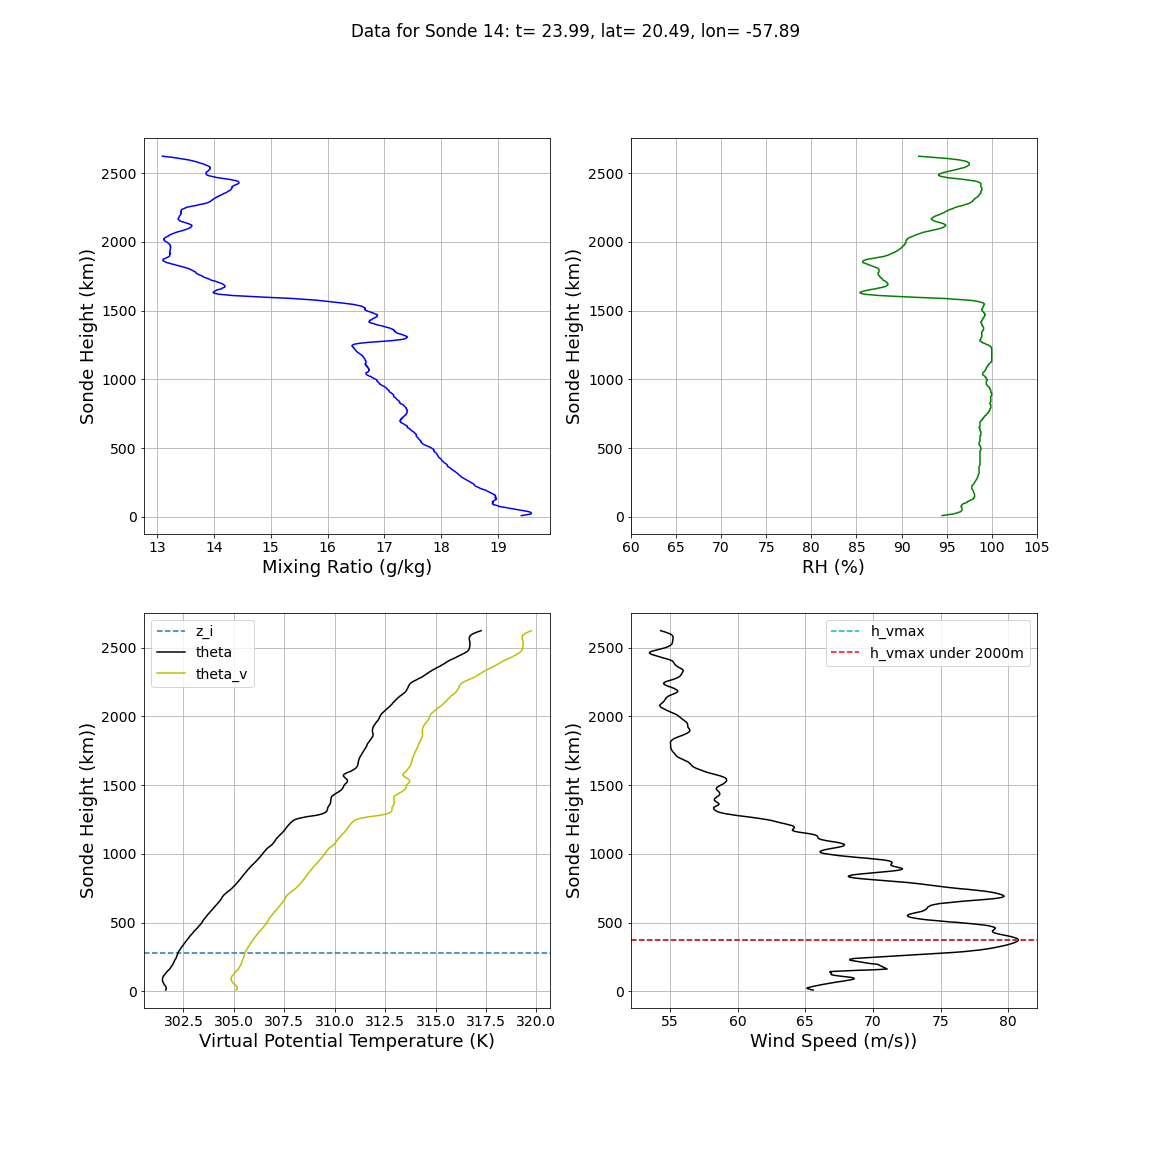 Data for Sonde 14: t= 23.99, lat= 20.49, lon= -57.89
2500
2000
1500
1000
500
0
Sonde Height (km))
13 14 15 16 17 18 19
Mixing Ratio (g/kg)
2500
2000
1500
1000
500
0
Sonde Height (km))
60 65 70 75 80 85 90 95 100 105
RH (%)
z_i
theta
theta_v
2500
2000
1500
1000
500
0
Sonde Height (km))
302.5 305.0 307.5 310.0 312.5 315.0 317.5 320.0
Virtual Potential Temperature (K)
h_vmax
h_vmax under 2000m
2500
2000
1500
1000
500
0
Sonde Height (km))
55 60 65 70 75 80
Wind Speed (m/s))